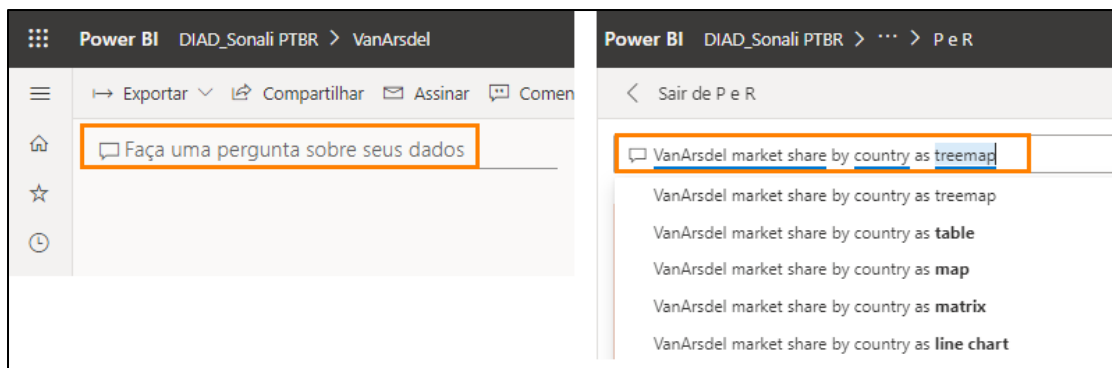 Power BI DIAD_Sonali PTBR > VanArsdel
Exportar Compartilhar Assinar Comen
Faça uma pergunta sobre seus dados
Power BI DIAD_Sonali PTBR > ··· > P e R
Sair de P e R
VanArsdel market share by country as treemap
VanArsdel market share by country as treemap
VanArsdel market share by country as table
VanArsdel market share by country as map
VanArsdel market share by country as matrix
VanArsdel market share by country as line chart